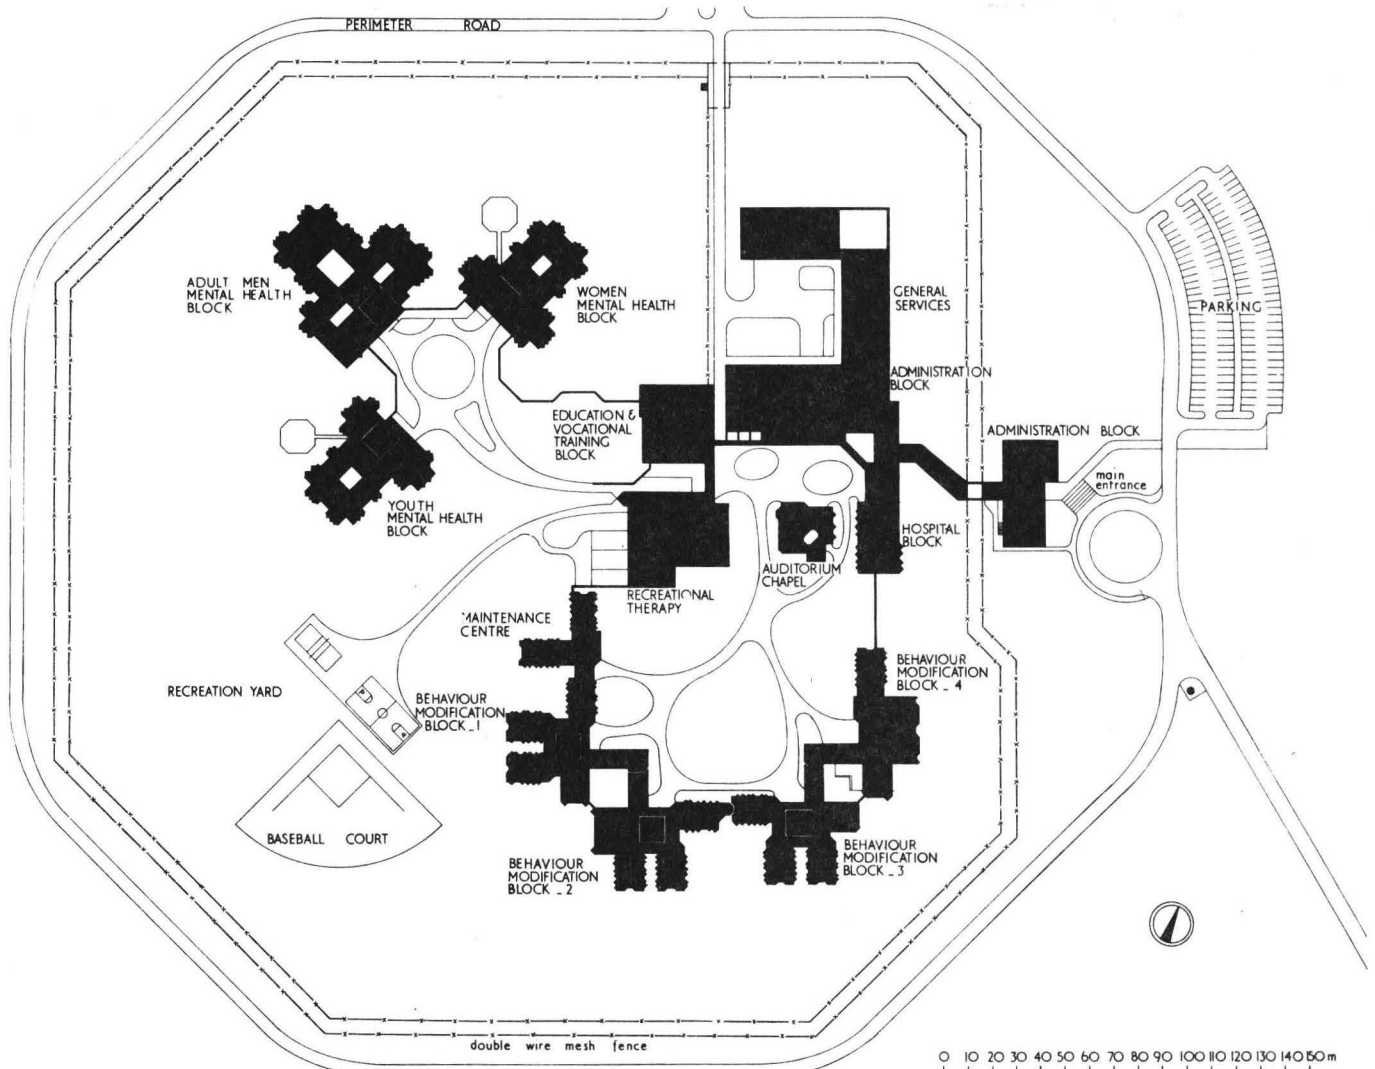 PERIMETER ROAD
ADULT MEN
MENTAL HEALTH
BLOCK
WOMEN
MENTAL HEALTH
BLOCK
GENERAL
SERVICES
PARKING
ADMINISTRATION
BLOCK
EDUCATION &
VOCATIONAL
TRAINING
BLOCK
ADMINISTRATION BLOCK
main
entrance
YOUTH
MENTAL HEALTH
BLOCK
HOSPITAL
BLOCK
AUDITORIUM
CHAPEL
RECREATIONAL
THERAPY
MAINTENANCE
CENTRE
BEHAVIOUR
MODIFICATION
BLOCK _ 4
RECREATION YARD
BEHAVIOUR
MODIFICATION
BLOCK _ 1
BASEBALL COURT
BEHAVIOUR
MODIFICATION
BLOCK _ 2
BEHAVIOUR
MODIFICATION
BLOCK _ 3
double wire mesh fence
0 10 20 30 40 50 60 70 80 90 100 110 120 130 140 150 m